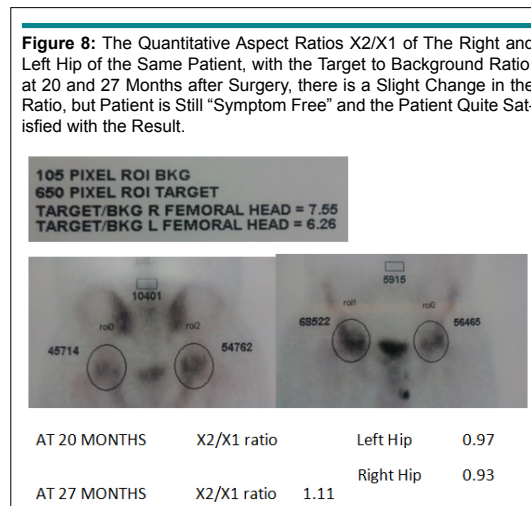 Figure 8: The Quantitative Aspect Ratios X2/X1 of The Right and
Left Hip of the Same Patient, with the Target to Background Ratio,
at 20 and 27 Months after Surgery, there is a Slight Change in the
Ratio, but Patient is Still “Symptom Free” and the Patient Quite Sat-
isfied with the Result.
105 PIXEL ROI BKG
650 PIXEL ROI TARGET
TARGET/BKG R FEMORAL HEAD = 7.55
TARGET/BKG L FEMORAL HEAD = 6.26
10401
roi0 roi2
45714 54762
5915
roi1 roi0
68522 56465
AT 20 MONTHS X2/X1 ratio Left Hip 0.97
Right Hip 0.93
AT 27 MONTHS X2/X1 ratio 1.11